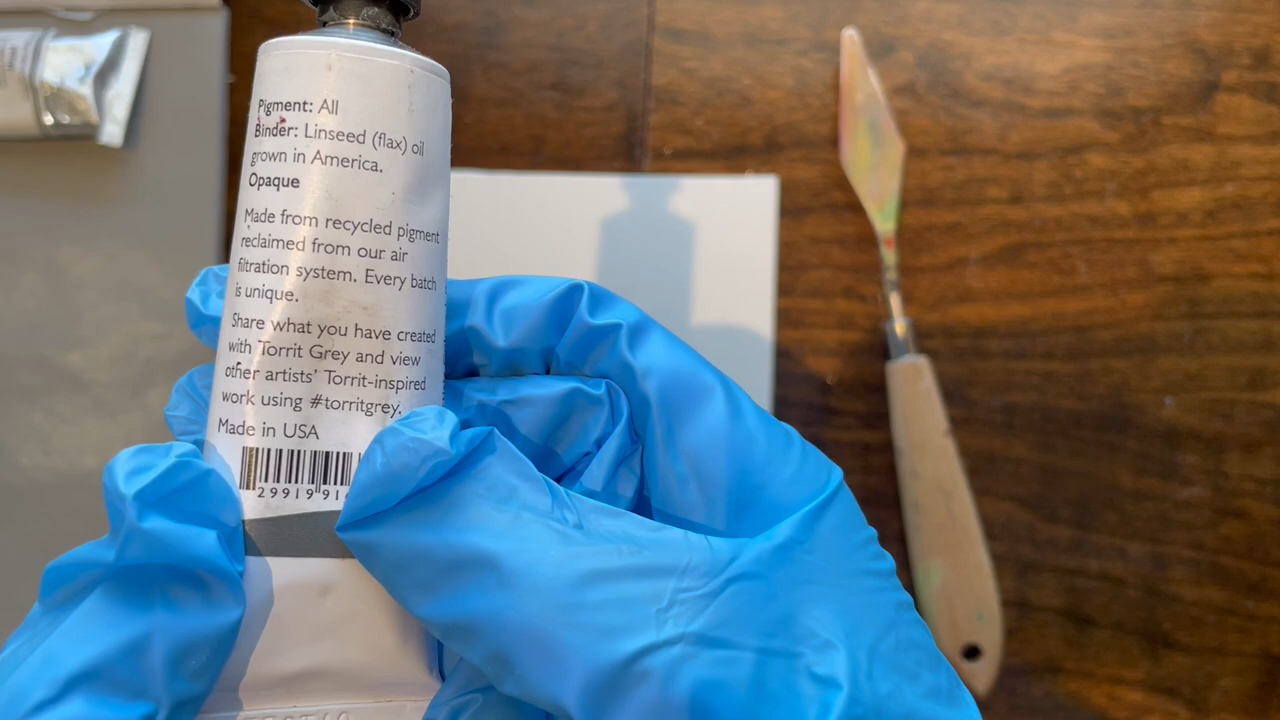 Pigment: All
Binder: Linseed (flax) oil
grown in America.
Opaque
Made from recycled pigment
reclaimed from our air
filtration system. Every batch
is unique.
Share what you have created
with Torrit Grey and view
other artists' Torrit-inspired
work using #torritgrey.
Made in USA
29919 91